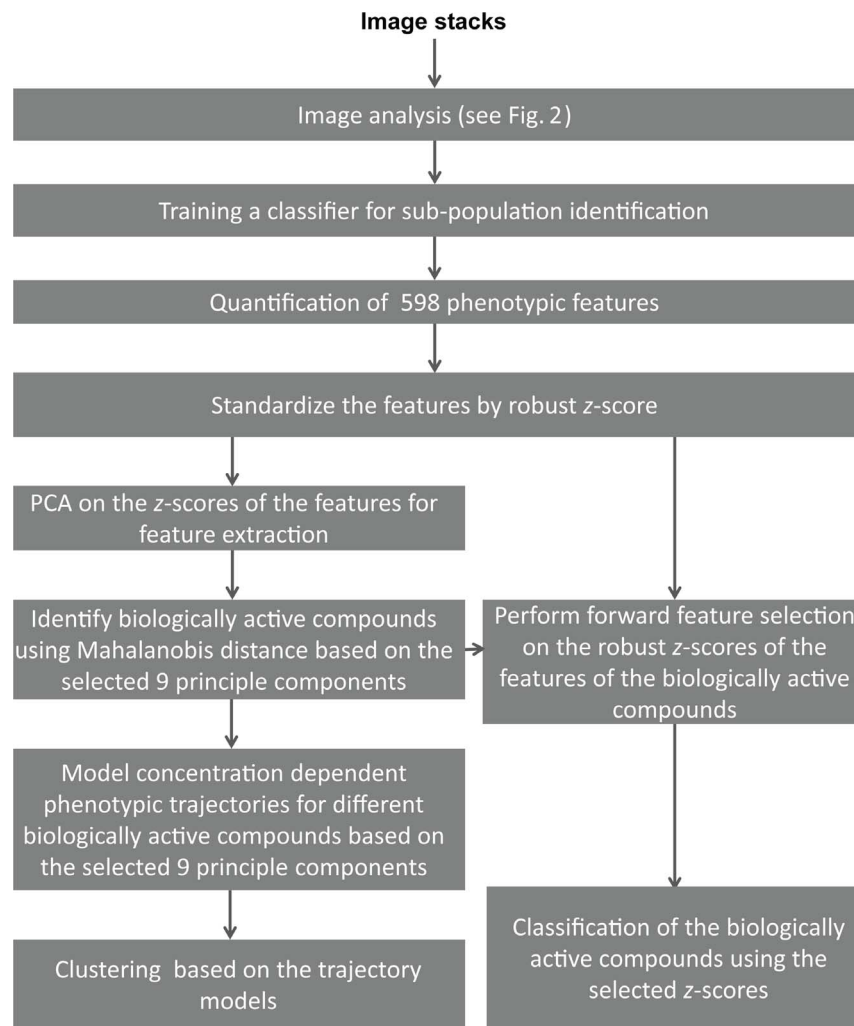 Image stacks
Image analysis (see Fig. 2)
Training a classifier for sub-population identification
Quantification of 598 phenotypic features
Standardize the features by robust z-score
PCA on the z-scores of the features for
feature extraction
Identify biologically active compounds
using Mahalanobis distance based on the
selected 9 principle components
Perform forward feature selection
on the robust z-scores of the
features of the biologically active
compounds
Model concentration dependent
phenotypic trajectories for different
biologically active compounds based on
the selected 9 principle components
Clustering based on the trajectory
models
Classification of the biologically
active compounds using the
selected z-scores